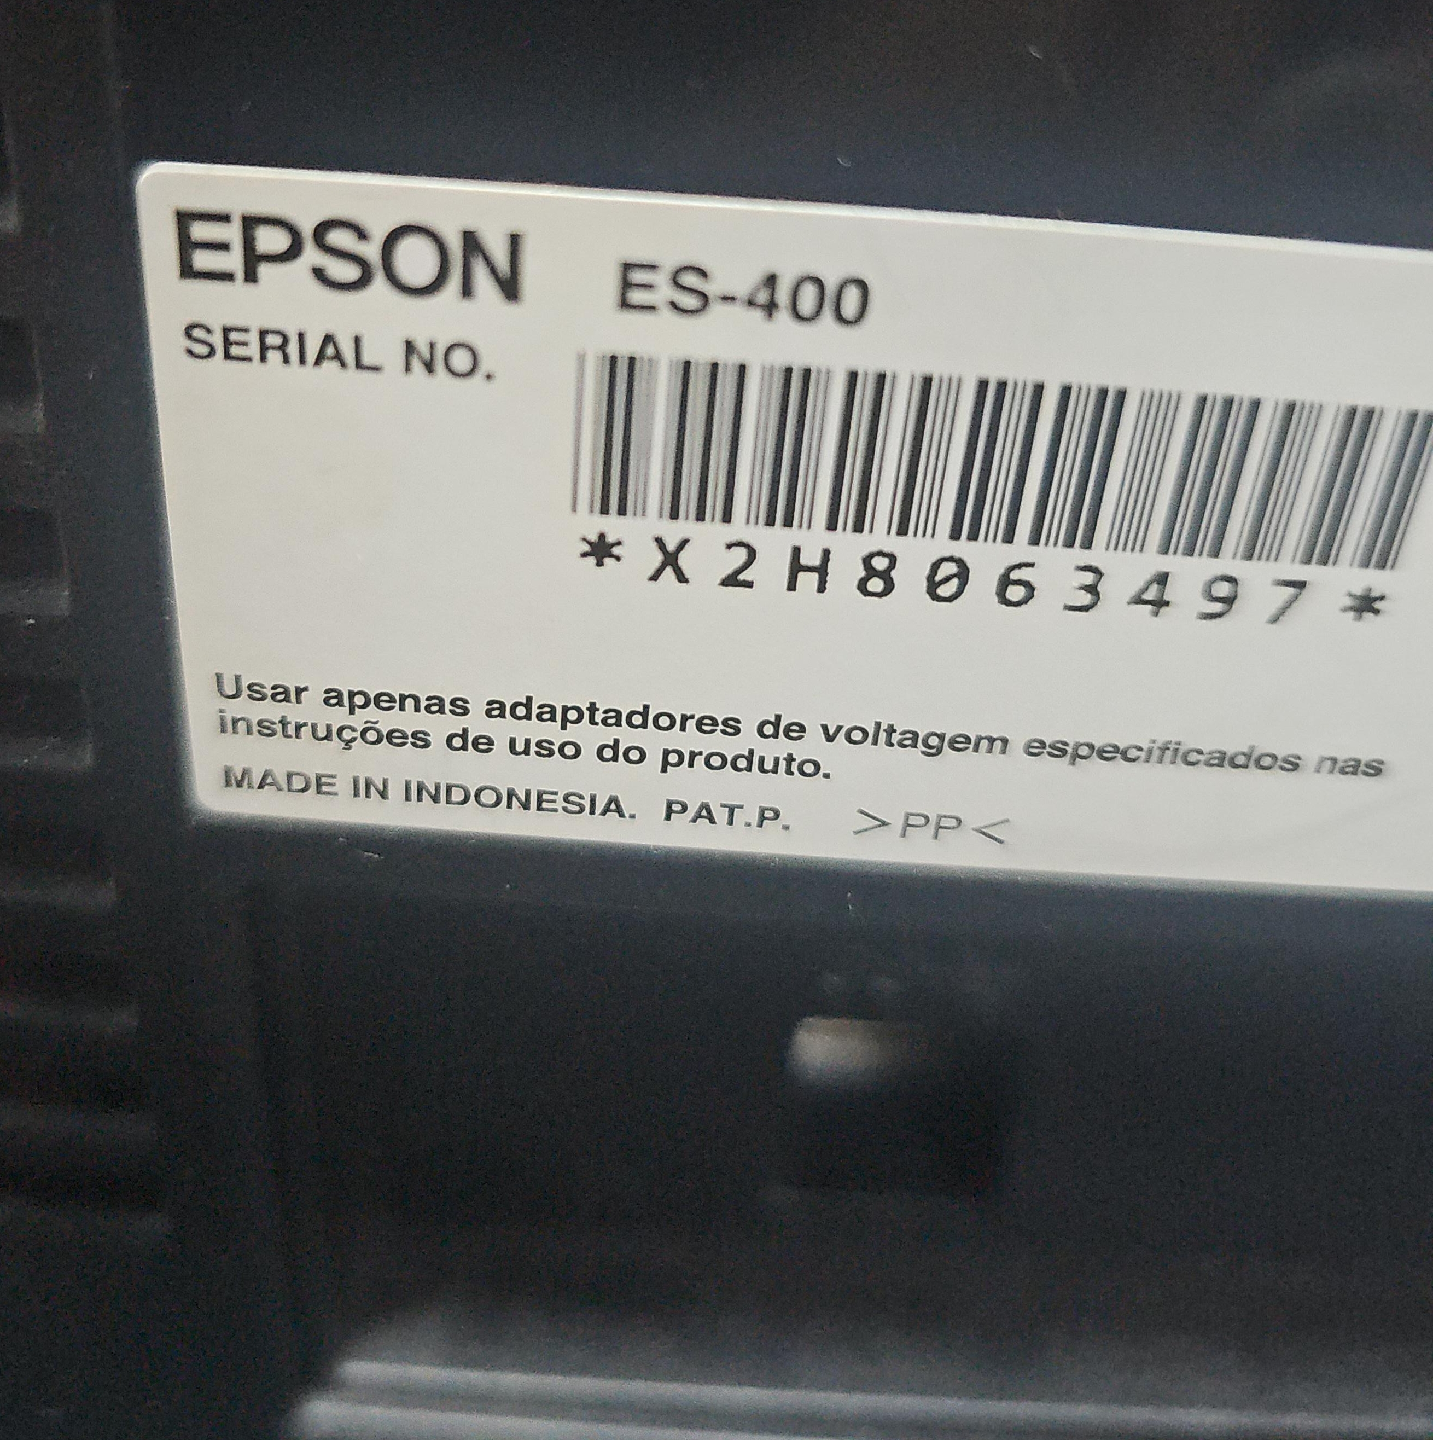 EPSON ES-400
SERIAL NO.
*X2H8063497*
Usar apenas adaptadores de voltagem especificados nas
instruções de uso do produto.
MADE IN INDONESIA. PAT.P. >PP<